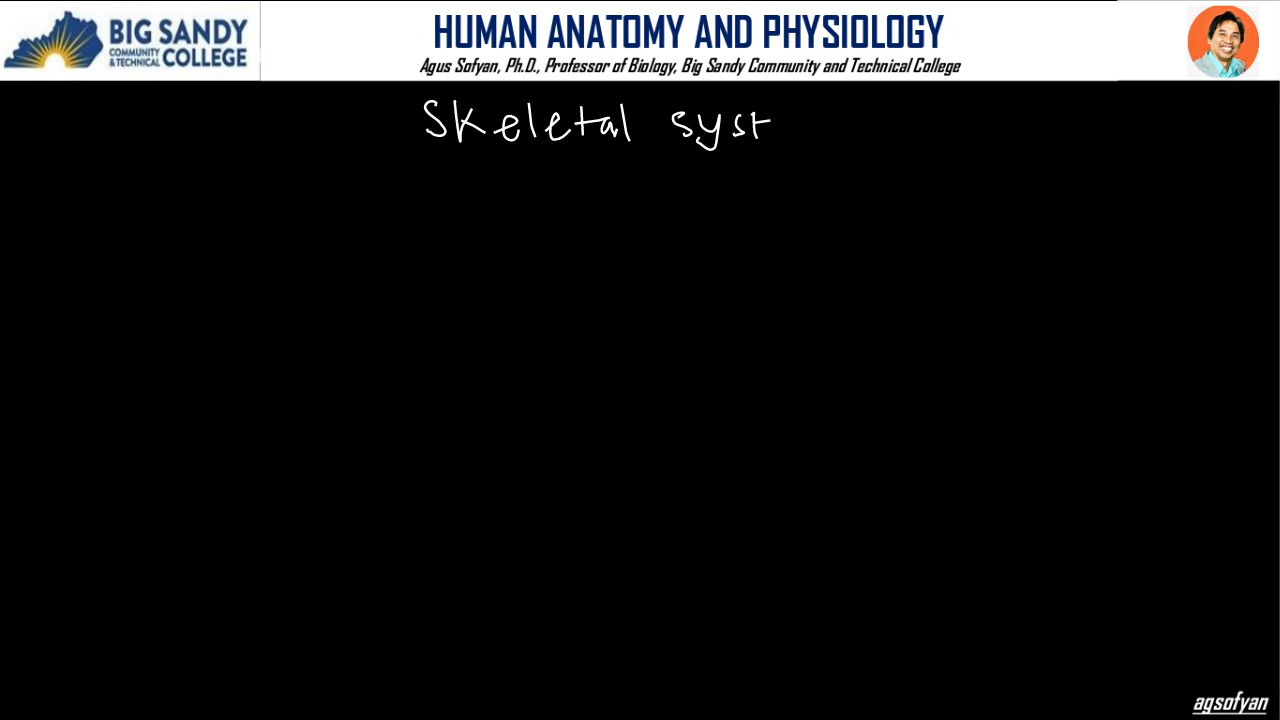 BIG SANDY
COMMUNITY
& TECHNICAL COLLEGE
HUMAN ANATOMY AND PHYSIOLOGY
Agus Sofyan, Ph.D., Professor of Biology, Big Sandy Community and Technical College
Skeletal syst
agsofyan